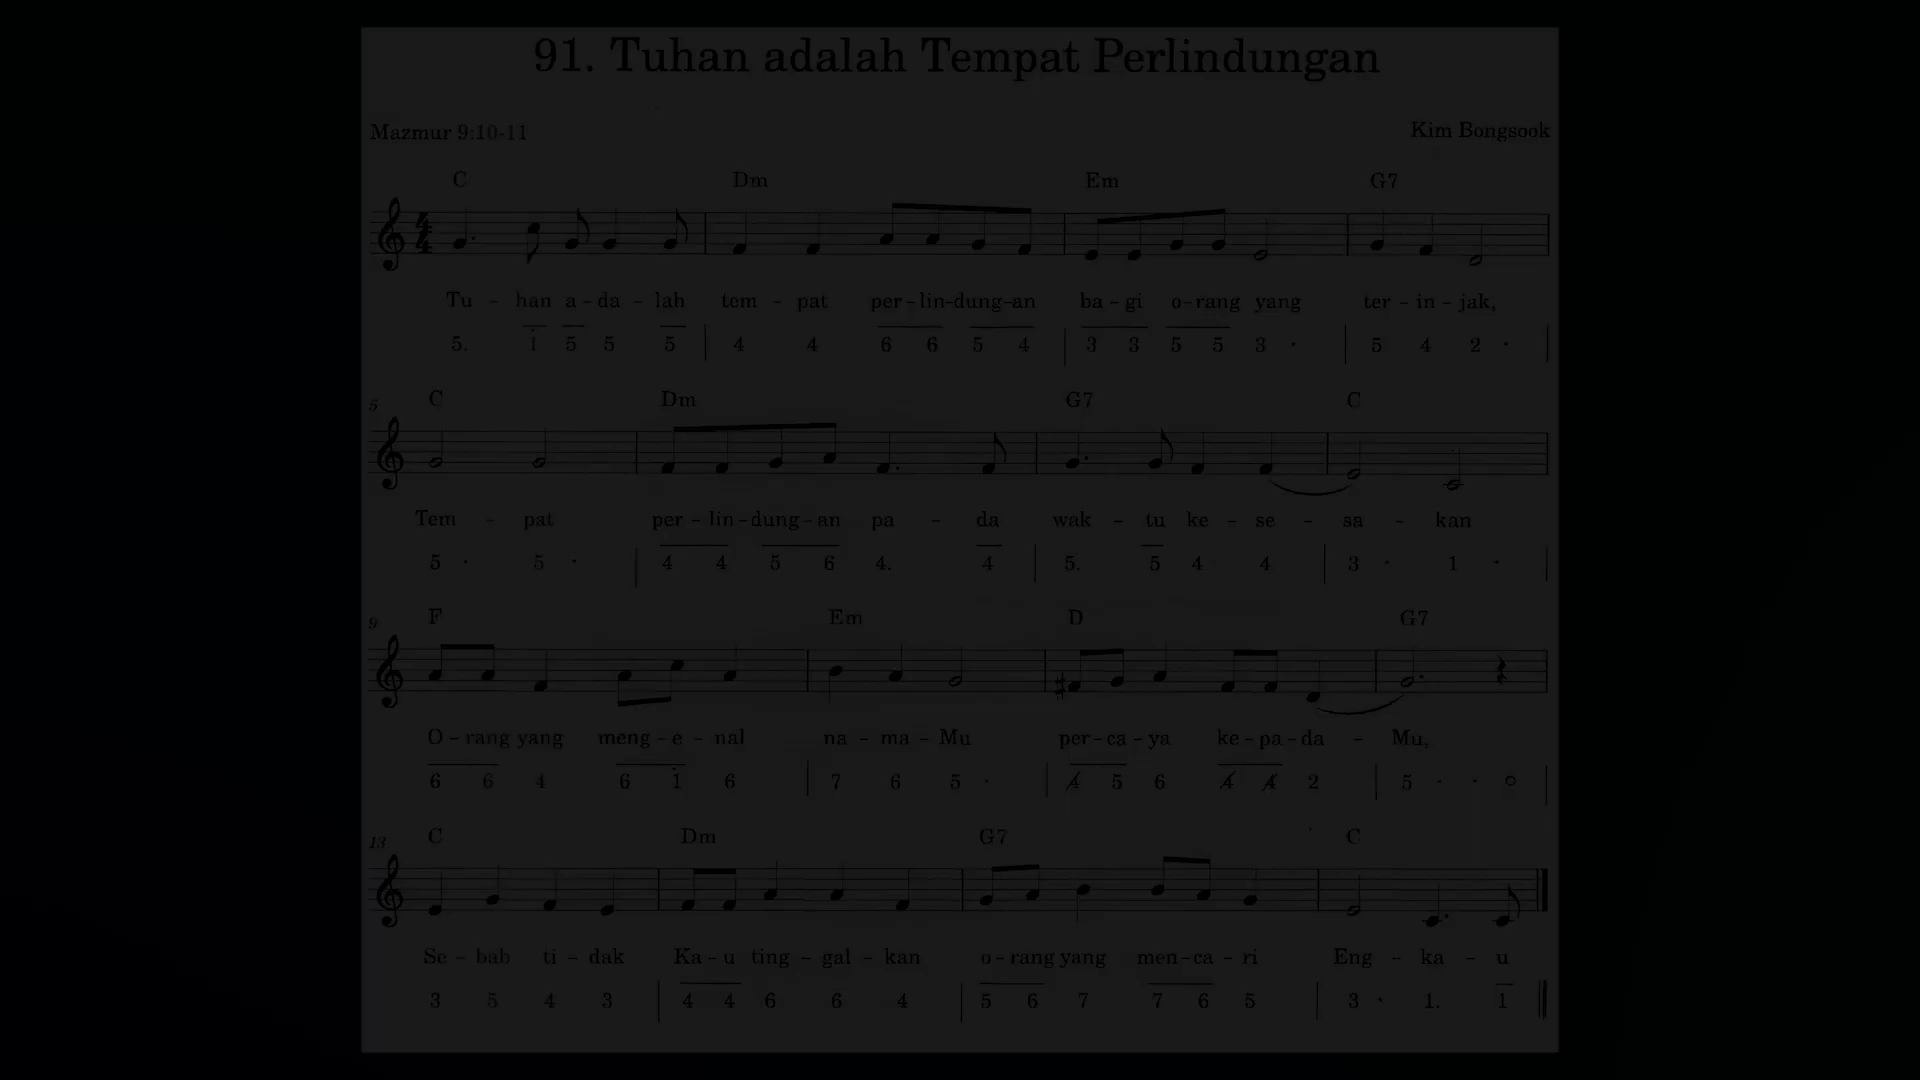 91. Tuhan adalah Tempat Perlindungan
Mazmur 9:10-11
Kim Bongsook
C Dm Em G7
4/4
Tu - han a - da - lah tem - pat per - lin - dung - an ba - gi o - rang yang ter - in - jak,
5. i 5 5 5 | 4 4 6 6 5 4 | 3 3 5 5 3 · | 5 4 2 · |
5 C Dm G7 C
Tem - pat per - lin - dung - an pa - da wak - tu ke - se - sa - kan
5 · 5 · | 4 4 5 6 4. 4 | 5. 5 4 4 | 3 · 1 · |
9 F Em D G7
O - rang yang meng - e - nal na - ma - Mu per - ca - ya ke - pa - da - Mu,
6 6 4 6 1 6 | 7 6 5 · | 4 5 6 4 4 2 | 5 · · o |
13 C Dm G7 C
Se - bab ti - dak Ka - u ting - gal - kan o - rang yang men - ca - ri Eng - ka - u
3 5 4 3 | 4 4 6 6 4 | 5 6 7 7 6 5 | 3 · 1. 1 ||